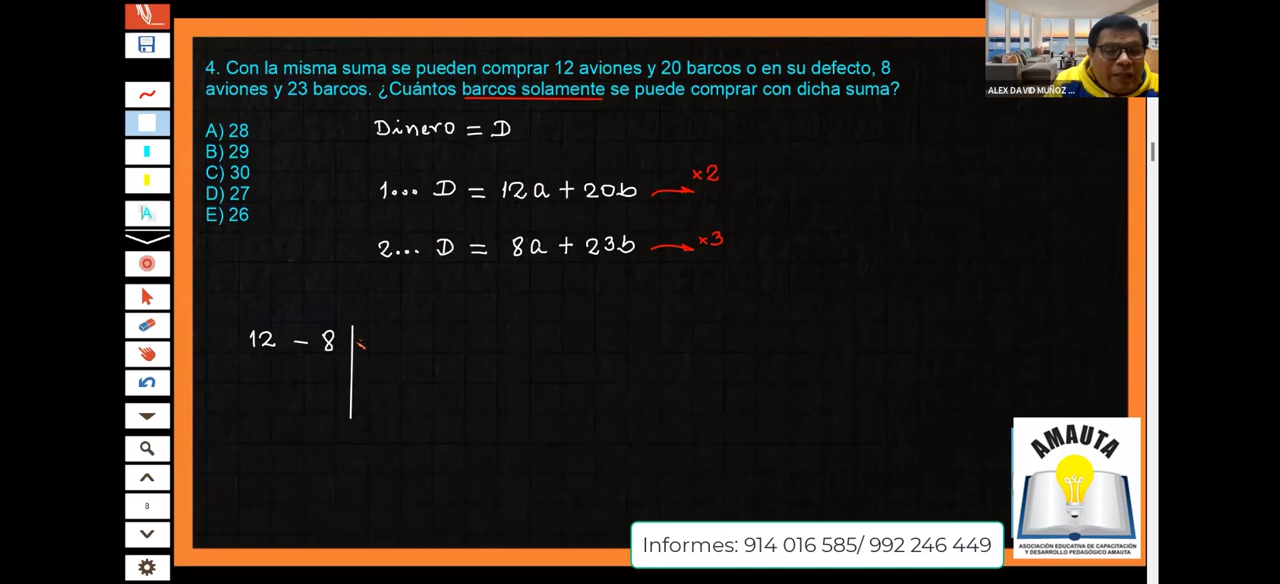 4. Con la misma suma se pueden comprar 12 aviones y 20 barcos o en su defecto, 8
aviones y 23 barcos. ¿Cuántos barcos solamente se puede comprar con dicha suma?
ALEX DAVID MUÑOZ ...
A) 28
B) 29
C) 30
D) 27
E) 26
Dinero = D
1... D = 12a + 20b → ×2
2... D = 8a + 23b → ×3
12 - 8
A
8
AMAUTA
ASOCIACIÓN EDUCATIVA DE CAPACITACIÓN
Y DESARROLLO PEDAGÓGICO AMAUTA
Informes: 914 016 585/ 992 246 449